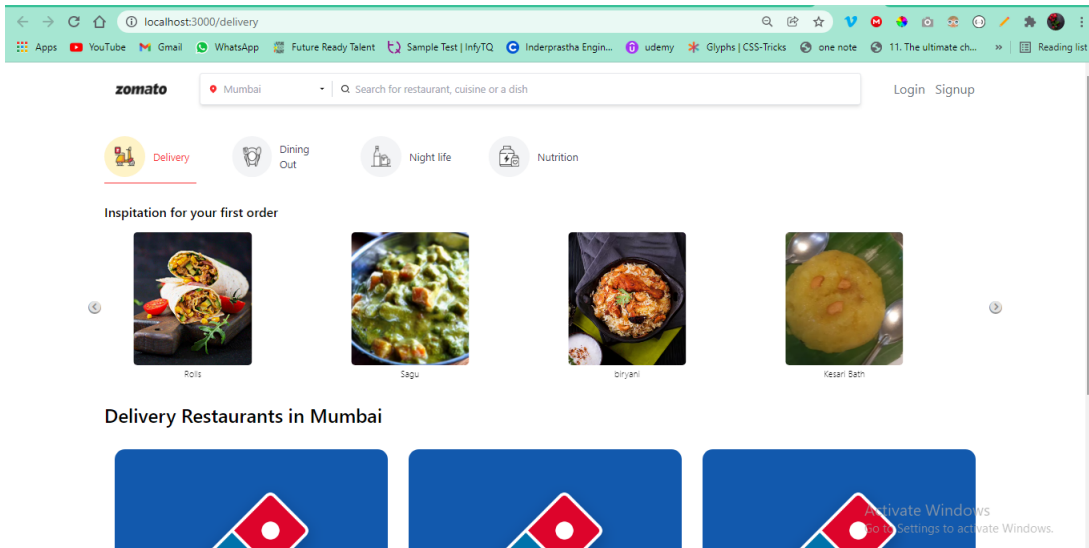 localhost:3000/delivery
Apps YouTube Gmail WhatsApp Future Ready Talent Sample Test | InfyTQ Inderprastha Engin... udemy Glyphs | CSS-Tricks one note 11. The ultimate ch... » Reading list
zomato Mumbai Search for restaurant, cuisine or a dish Login Signup
Delivery
Dining
Out
Night life
Nutrition
Inspitation for your first order
Rolls Sagu biryani Kesari Bath
Delivery Restaurants in Mumbai
Activate Windows
Go to Settings to activate Windows.